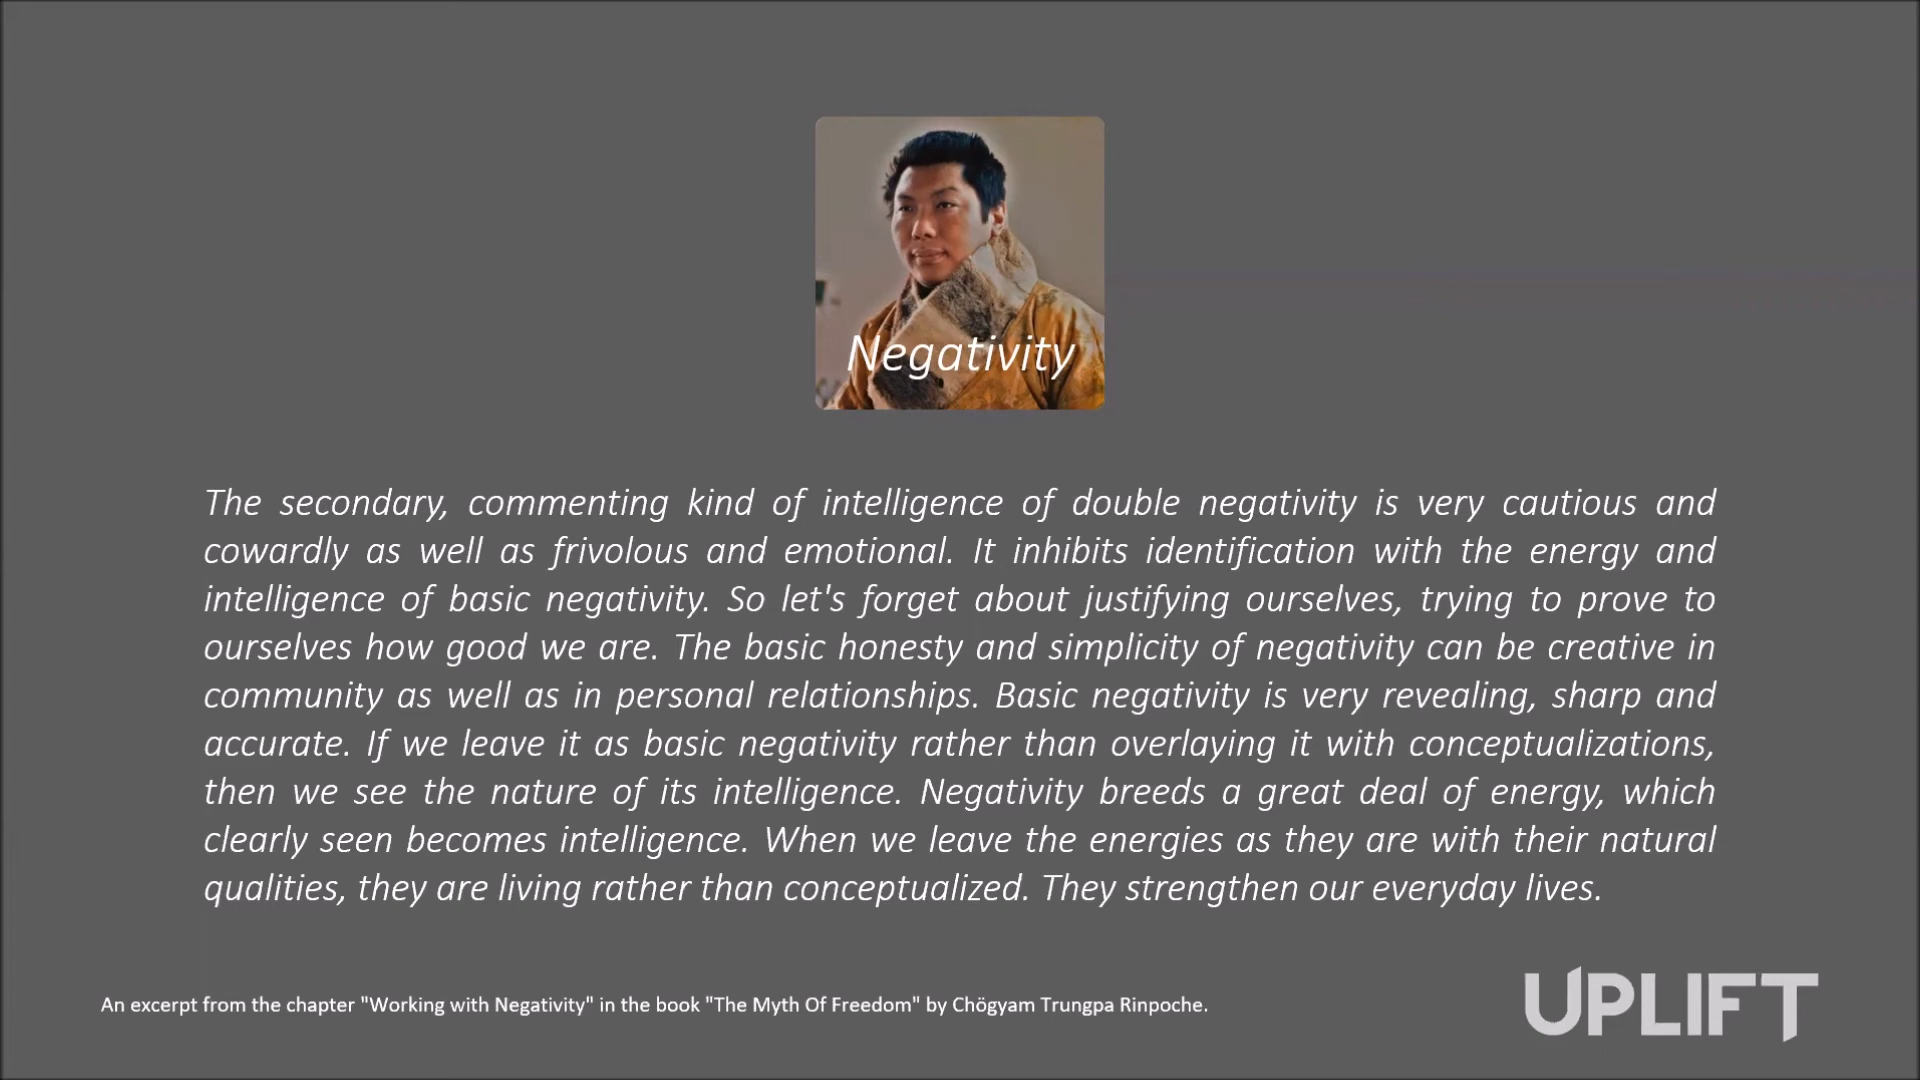 Negativity
The secondary, commenting kind of intelligence of double negativity is very cautious and
cowardly as well as frivolous and emotional. It inhibits identification with the energy and
intelligence of basic negativity. So let's forget about justifying ourselves, trying to prove to
ourselves how good we are. The basic honesty and simplicity of negativity can be creative in
community as well as in personal relationships. Basic negativity is very revealing, sharp and
accurate. If we leave it as basic negativity rather than overlaying it with conceptualizations,
then we see the nature of its intelligence. Negativity breeds a great deal of energy, which
clearly seen becomes intelligence. When we leave the energies as they are with their natural
qualities, they are living rather than conceptualized. They strengthen our everyday lives.
An excerpt from the chapter "Working with Negativity" in the book "The Myth Of Freedom" by Chögyam Trungpa Rinpoche.
UPLIFT